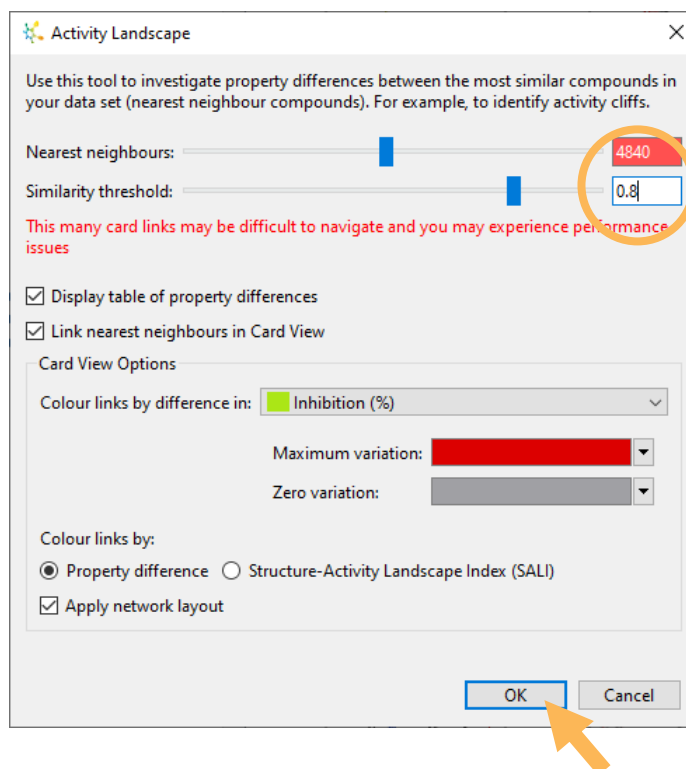 Activity Landscape
Use this tool to investigate property differences between the most similar compounds in
your data set (nearest neighbour compounds). For example, to identify activity cliffs.
Nearest neighbours: 4840
Similarity threshold: 0.8
This many card links may be difficult to navigate and you may experience performance
issues
Display table of property differences
Link nearest neighbours in Card View
Card View Options
Colour links by difference in: Inhibition (%)
Maximum variation:
Zero variation:
Colour links by:
Property difference Structure-Activity Landscape Index (SALI)
Apply network layout
OK Cancel